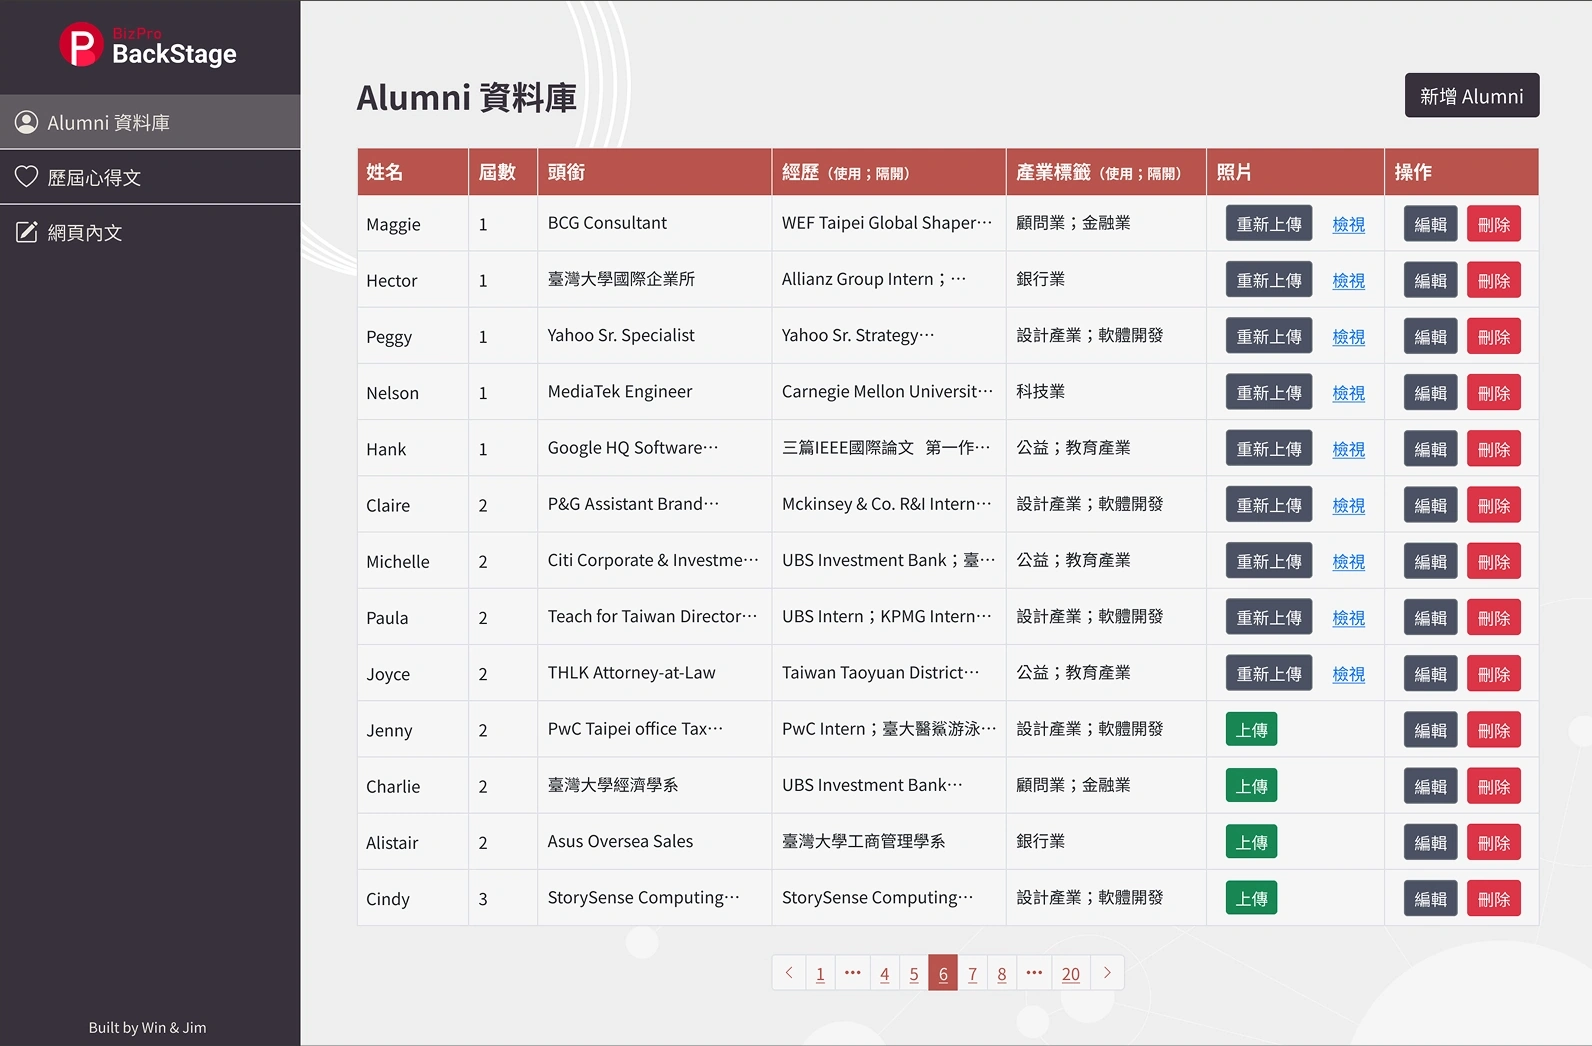 BizPro
BackStage
Alumni 資料庫
歷屆心得文
網頁內文
Built by Win & Jim
Alumni 資料庫
新增 Alumni
姓名 屆數 頭銜 經歷（使用；隔開） 產業標籤（使用；隔開） 照片 操作
Maggie 1 BCG Consultant WEF Taipei Global Shaper… 顧問業；金融業 重新上傳 檢視 編輯 刪除
Hector 1 臺灣大學國際企業所 Allianz Group Intern；… 銀行業 重新上傳 檢視 編輯 刪除
Peggy 1 Yahoo Sr. Specialist Yahoo Sr. Strategy… 設計產業；軟體開發 重新上傳 檢視 編輯 刪除
Nelson 1 MediaTek Engineer Carnegie Mellon Universit… 科技業 重新上傳 檢視 編輯 刪除
Hank 1 Google HQ Software… 三篇IEEE國際論文 第一作… 公益；教育產業 重新上傳 檢視 編輯 刪除
Claire 2 P&G Assistant Brand… Mckinsey & Co. R&I Intern… 設計產業；軟體開發 重新上傳 檢視 編輯 刪除
Michelle 2 Citi Corporate & Investme… UBS Investment Bank；臺… 公益；教育產業 重新上傳 檢視 編輯 刪除
Paula 2 Teach for Taiwan Director… UBS Intern；KPMG Intern… 設計產業；軟體開發 重新上傳 檢視 編輯 刪除
Joyce 2 THLK Attorney-at-Law Taiwan Taoyuan District… 公益；教育產業 重新上傳 檢視 編輯 刪除
Jenny 2 PwC Taipei office Tax… PwC Intern；臺大醫鯊游泳… 設計產業；軟體開發 上傳 編輯 刪除
Charlie 2 臺灣大學經濟學系 UBS Investment Bank… 顧問業；金融業 上傳 編輯 刪除
Alistair 2 Asus Oversea Sales 臺灣大學工商管理學系 銀行業 上傳 編輯 刪除
Cindy 3 StorySense Computing… StorySense Computing… 設計產業；軟體開發 上傳 編輯 刪除
< 1 … 4 5 6 7 8 … 20 >